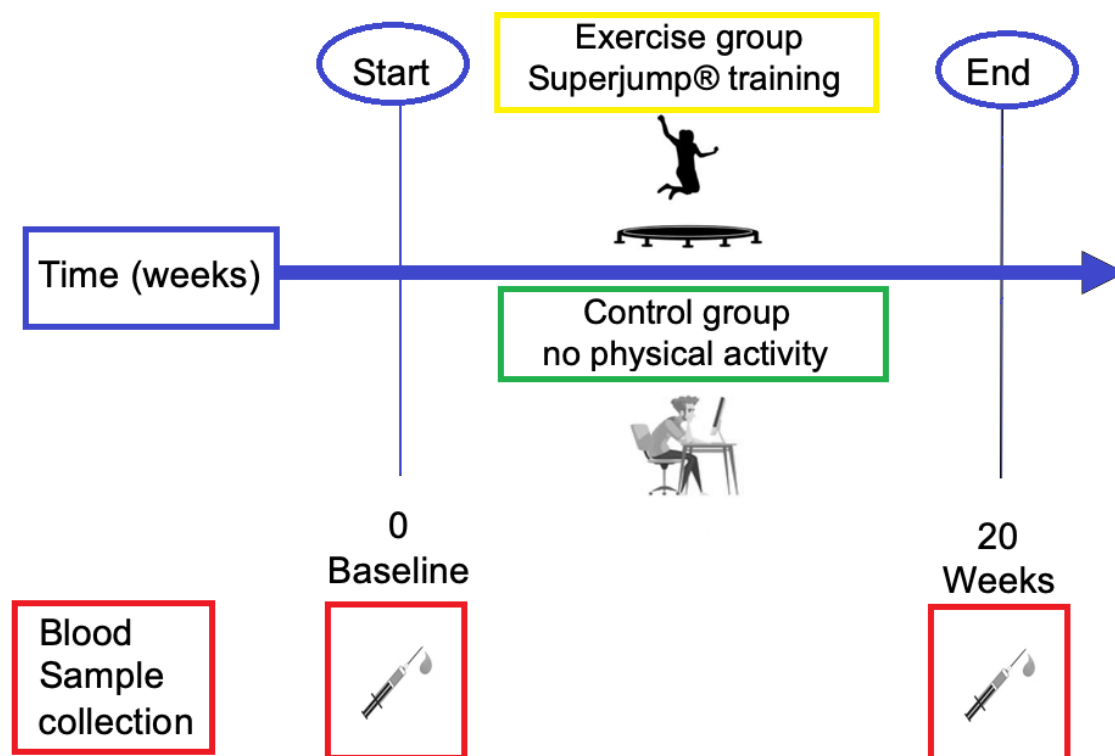 Exercise group
Superjump® training
Start
End
Time (weeks)
Control group
no physical activity
0
Baseline
20
Weeks
Blood
Sample
collection